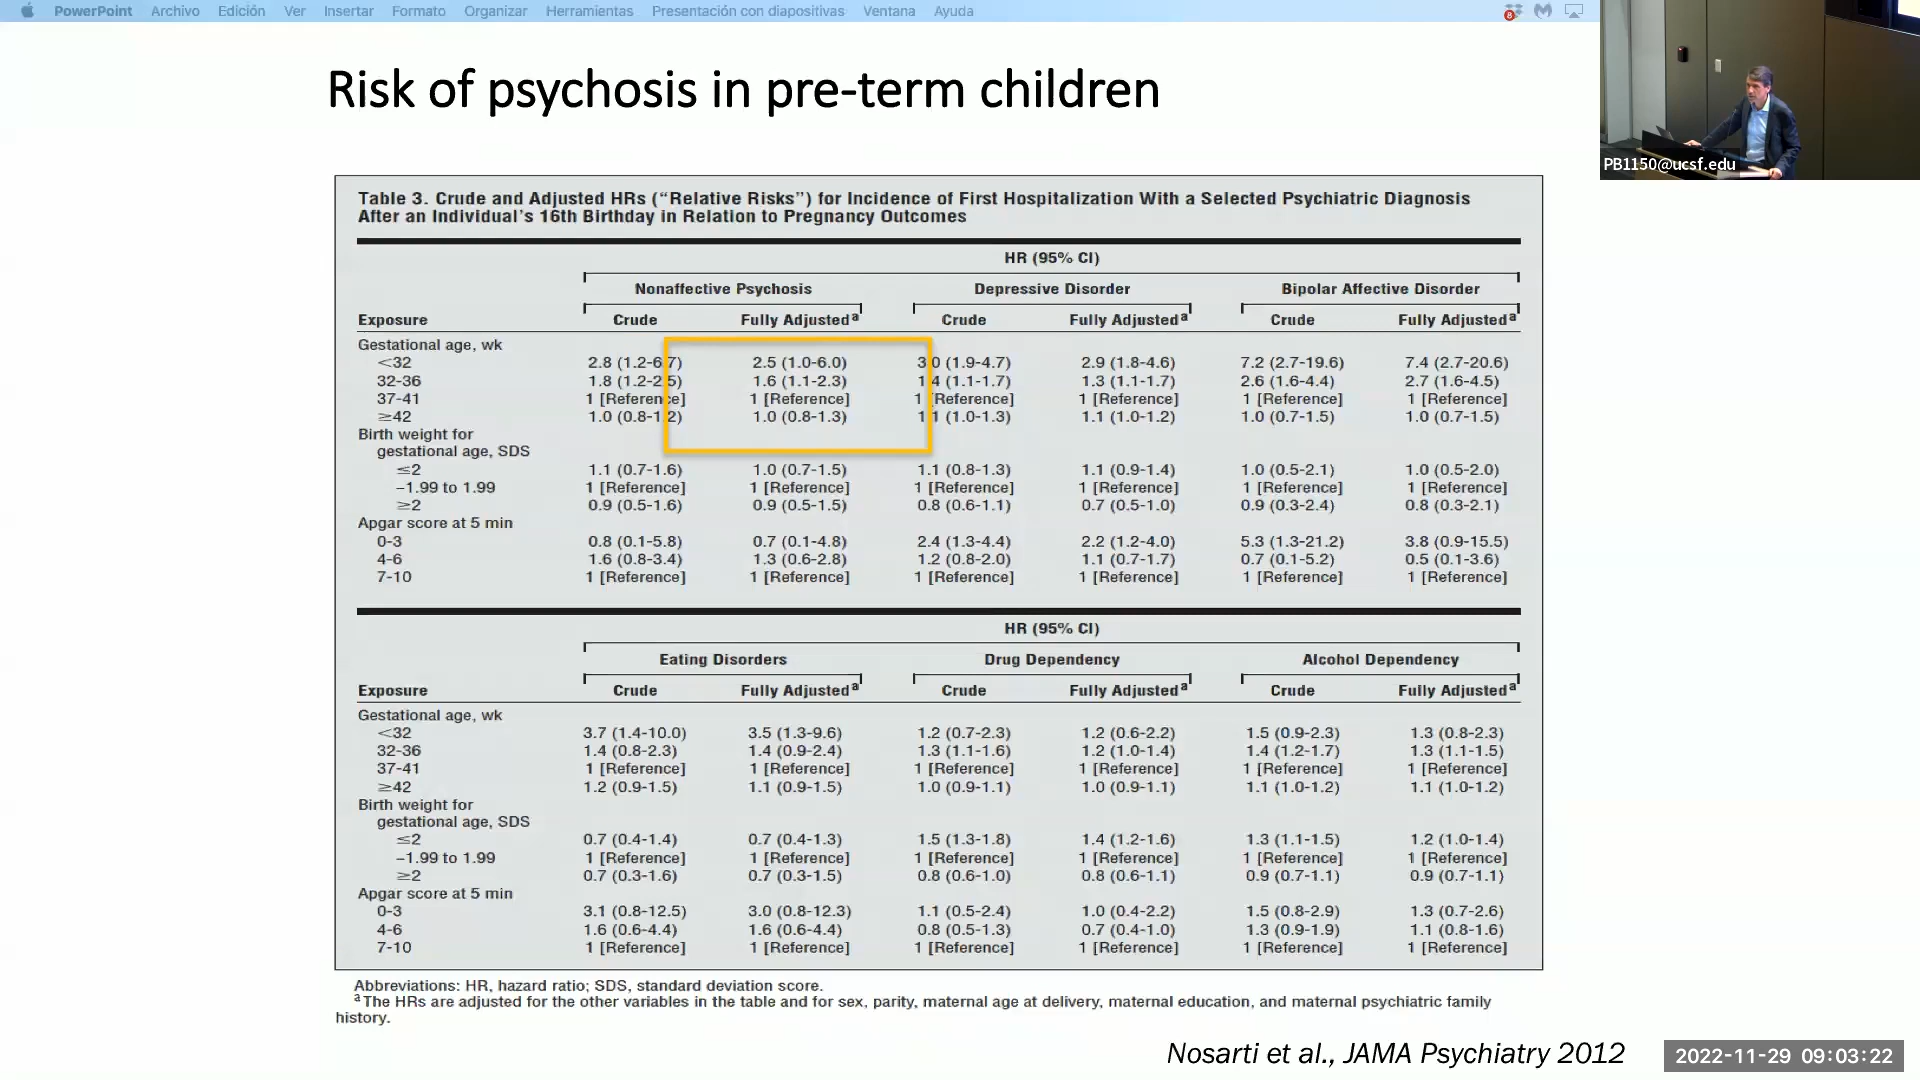 PowerPoint Archivo Edición Ver Insertar Formato Organizar Herramientas Presentación con diapositivas Ventana Ayuda
8
Risk of psychosis in pre-term children
PB1150@ucsf.edu
Table 3. Crude and Adjusted HRs (“Relative Risks”) for Incidence of First Hospitalization With a Selected Psychiatric Diagnosis
After an Individual’s 16th Birthday in Relation to Pregnancy Outcomes
HR (95% CI)
Nonaffective Psychosis Depressive Disorder Bipolar Affective Disorder
Exposure Crude Fully Adjustedᵃ Crude Fully Adjustedᵃ Crude Fully Adjustedᵃ
Gestational age, wk
<32 2.8 (1.2-6.7) 2.5 (1.0-6.0) 3.0 (1.9-4.7) 2.9 (1.8-4.6) 7.2 (2.7-19.6) 7.4 (2.7-20.6)
32-36 1.8 (1.2-2.5) 1.6 (1.1-2.3) 1.4 (1.1-1.7) 1.3 (1.1-1.7) 2.6 (1.6-4.4) 2.7 (1.6-4.5)
37-41 1 [Reference] 1 [Reference] 1 [Reference] 1 [Reference] 1 [Reference] 1 [Reference]
≥42 1.0 (0.8-1.2) 1.0 (0.8-1.3) 1.1 (1.0-1.3) 1.1 (1.0-1.2) 1.0 (0.7-1.5) 1.0 (0.7-1.5)
Birth weight for
gestational age, SDS
≤2 1.1 (0.7-1.6) 1.0 (0.7-1.5) 1.1 (0.8-1.3) 1.1 (0.9-1.4) 1.0 (0.5-2.1) 1.0 (0.5-2.0)
−1.99 to 1.99 1 [Reference] 1 [Reference] 1 [Reference] 1 [Reference] 1 [Reference] 1 [Reference]
≥2 0.9 (0.5-1.6) 0.9 (0.5-1.5) 0.8 (0.6-1.1) 0.7 (0.5-1.0) 0.9 (0.3-2.4) 0.8 (0.3-2.1)
Apgar score at 5 min
0-3 0.8 (0.1-5.8) 0.7 (0.1-4.8) 2.4 (1.3-4.4) 2.2 (1.2-4.0) 5.3 (1.3-21.2) 3.8 (0.9-15.5)
4-6 1.6 (0.8-3.4) 1.3 (0.6-2.8) 1.2 (0.8-2.0) 1.1 (0.7-1.7) 0.7 (0.1-5.2) 0.5 (0.1-3.6)
7-10 1 [Reference] 1 [Reference] 1 [Reference] 1 [Reference] 1 [Reference] 1 [Reference]
HR (95% CI)
Eating Disorders Drug Dependency Alcohol Dependency
Exposure Crude Fully Adjustedᵃ Crude Fully Adjustedᵃ Crude Fully Adjustedᵃ
Gestational age, wk
<32 3.7 (1.4-10.0) 3.5 (1.3-9.6) 1.2 (0.7-2.3) 1.2 (0.6-2.2) 1.5 (0.9-2.3) 1.3 (0.8-2.3)
32-36 1.4 (0.8-2.3) 1.4 (0.9-2.4) 1.3 (1.1-1.6) 1.2 (1.0-1.4) 1.4 (1.2-1.7) 1.3 (1.1-1.5)
37-41 1 [Reference] 1 [Reference] 1 [Reference] 1 [Reference] 1 [Reference] 1 [Reference]
≥42 1.2 (0.9-1.5) 1.1 (0.9-1.5) 1.0 (0.9-1.1) 1.0 (0.9-1.1) 1.1 (1.0-1.2) 1.1 (1.0-1.2)
Birth weight for
gestational age, SDS
≤2 0.7 (0.4-1.4) 0.7 (0.4-1.3) 1.5 (1.3-1.8) 1.4 (1.2-1.6) 1.3 (1.1-1.5) 1.2 (1.0-1.4)
−1.99 to 1.99 1 [Reference] 1 [Reference] 1 [Reference] 1 [Reference] 1 [Reference] 1 [Reference]
≥2 0.7 (0.3-1.6) 0.7 (0.3-1.5) 0.8 (0.6-1.0) 0.8 (0.6-1.1) 0.9 (0.7-1.1) 0.9 (0.7-1.1)
Apgar score at 5 min
0-3 3.1 (0.8-12.5) 3.0 (0.8-12.3) 1.1 (0.5-2.4) 1.0 (0.4-2.2) 1.5 (0.8-2.9) 1.3 (0.7-2.6)
4-6 1.6 (0.6-4.4) 1.6 (0.6-4.4) 0.8 (0.5-1.3) 0.7 (0.4-1.0) 1.3 (0.9-1.9) 1.1 (0.8-1.6)
7-10 1 [Reference] 1 [Reference] 1 [Reference] 1 [Reference] 1 [Reference] 1 [Reference]
Abbreviations: HR, hazard ratio; SDS, standard deviation score.
ᵃThe HRs are adjusted for the other variables in the table and for sex, parity, maternal age at delivery, maternal education, and maternal psychiatric family
history.
Nosarti et al., JAMA Psychiatry 2012
2022-11-29 09:03:22